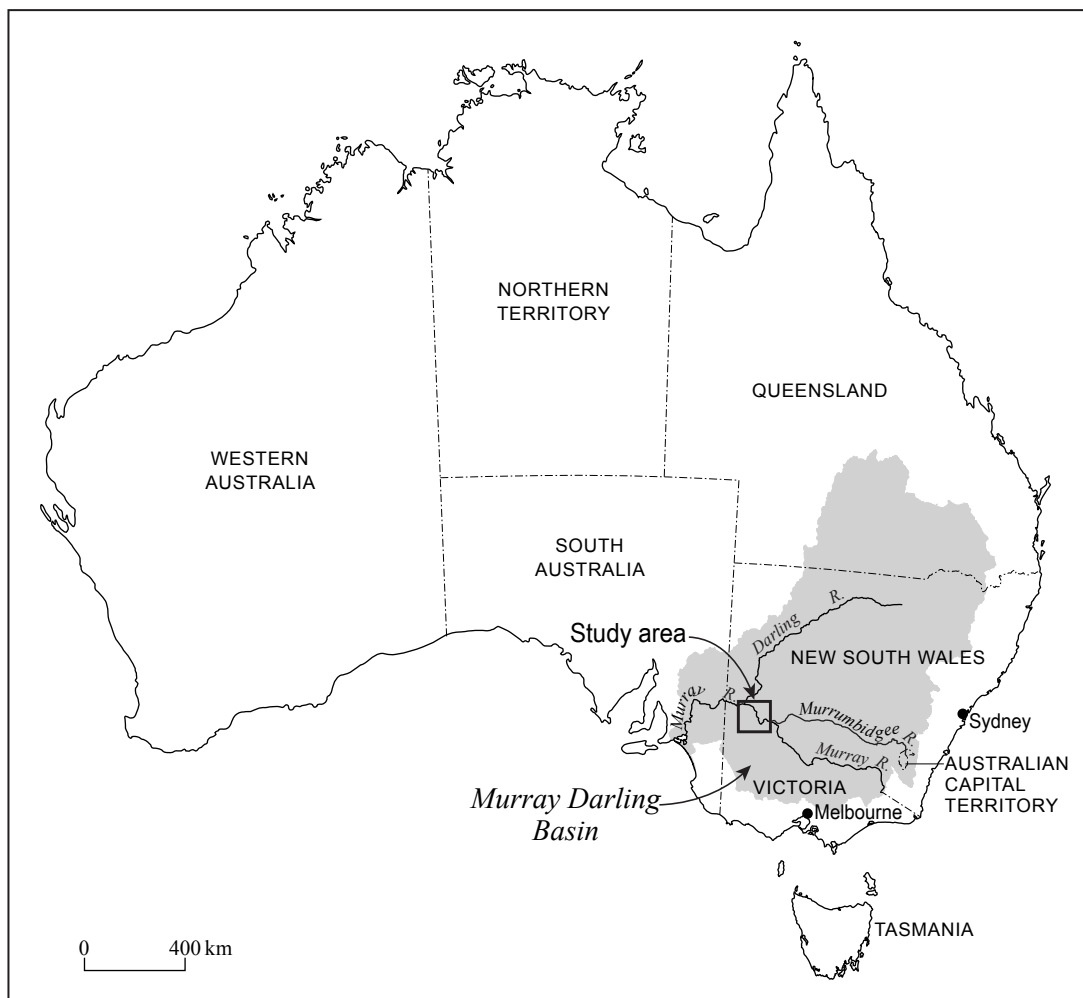 NORTHERN
TERRITORY
QUEENSLAND
WESTERN
AUSTRALIA
SOUTH
AUSTRALIA
Darling R.
Study area
NEW SOUTH WALES
Murray R.
Murrumbidgee R.
Sydney
Murray R.
AUSTRALIAN
CAPITAL
TERRITORY
VICTORIA
Murray Darling
Basin
Melbourne
TASMANIA
0 400 km